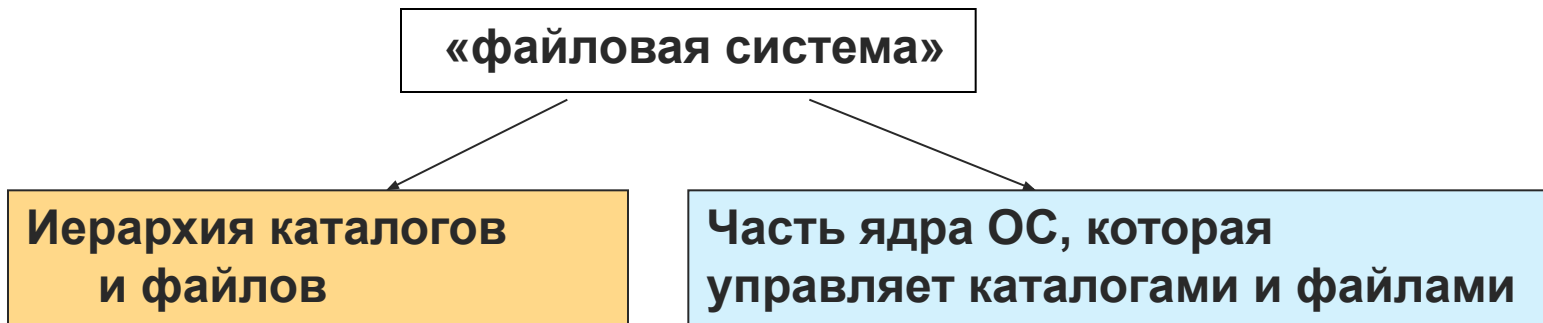 «файловая система»
Иерархия каталогов
и файлов
Часть ядра ОС, которая
управляет каталогами и файлами